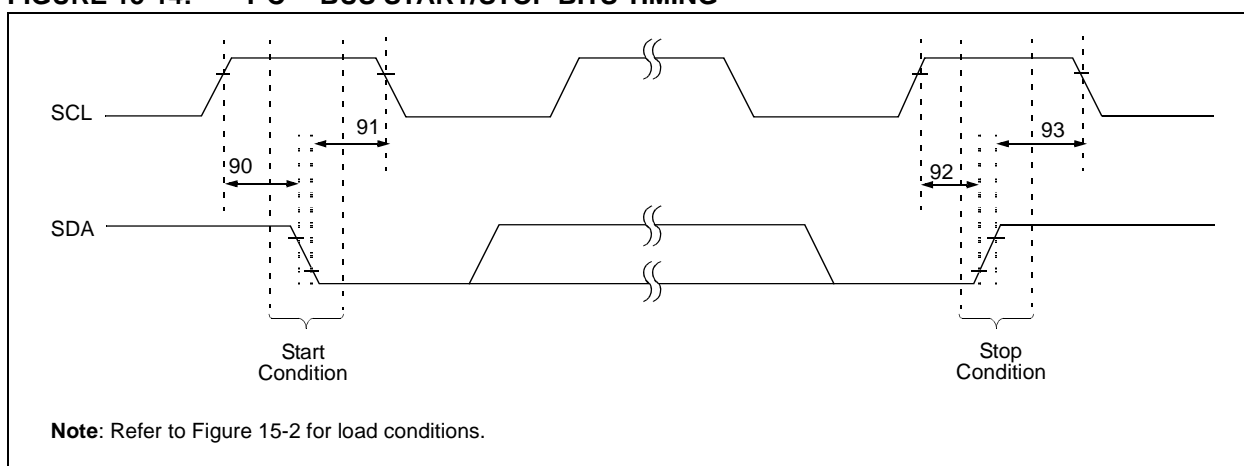 SCL
91
93
90
92
SDA
Start
Condition
Stop
Condition
Note: Refer to Figure 15-2 for load conditions.